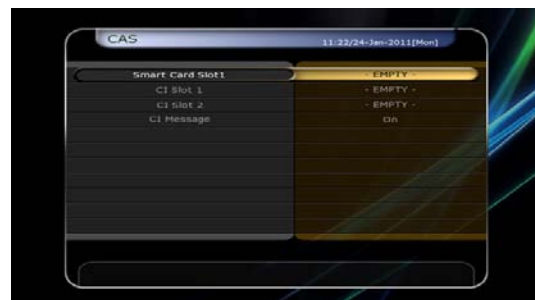 CAS 11:22/24-Jan-2011[Mon]
Smart Card Slot1 - EMPTY -
CI Slot 1 - EMPTY -
CI Slot 2 - EMPTY -
CI Message On